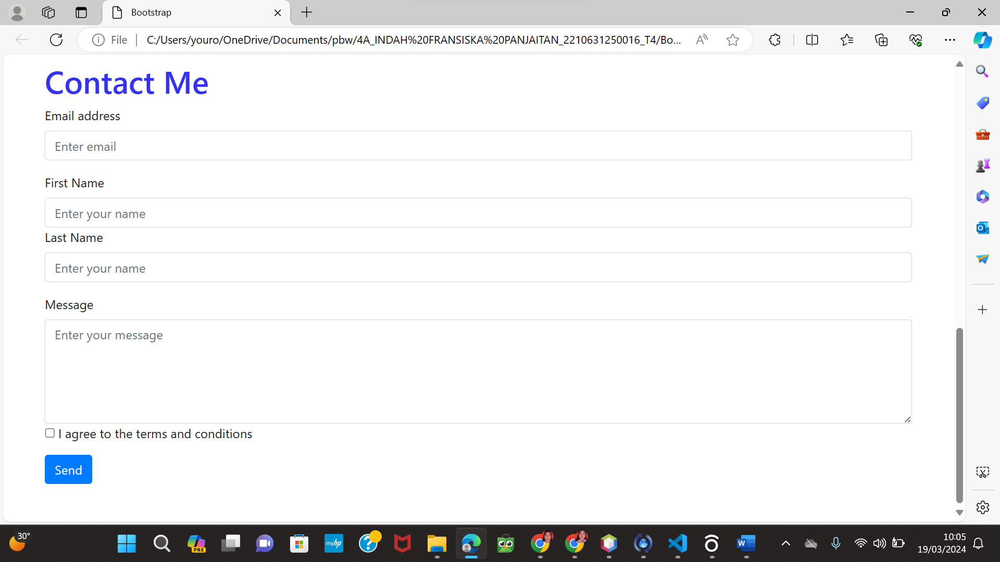 Bootstrap
File
C:/Users/youro/OneDrive/Documents/pbw/4A_INDAH%20FRANSISKA%20PANJAITAN_2210631250016_T4/Bo...
Contact Me
Email address
Enter email
First Name
Enter your name
Last Name
Enter your name
Message
Enter your message
I agree to the terms and conditions
Send
30°
PRE
myhp
10:05
19/03/2024